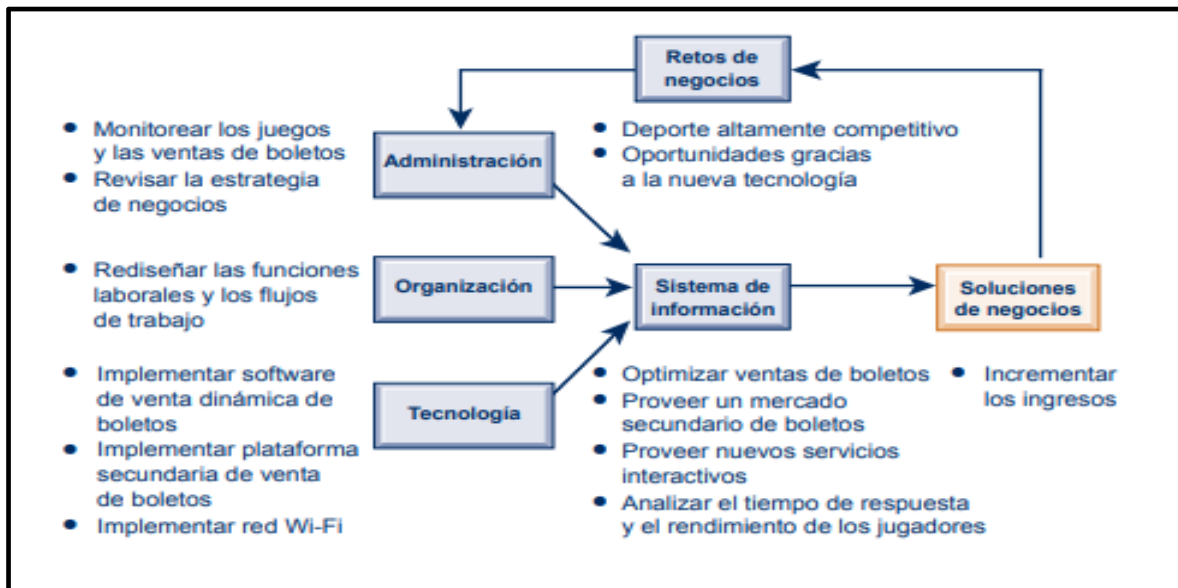 Retos de
negocios
• Monitorear los juegos
y las ventas de boletos
• Revisar la estrategia
de negocios
Administración
• Deporte altamente competitivo
• Oportunidades gracias
a la nueva tecnología
• Rediseñar las funciones
laborales y los flujos
de trabajo
Organización
Sistema de
información
Soluciones
de negocios
• Implementar software
de venta dinámica de
boletos
• Implementar plataforma
secundaria de venta
de boletos
• Implementar red Wi-Fi
Tecnología
• Optimizar ventas de boletos
• Proveer un mercado
secundario de boletos
• Proveer nuevos servicios
interactivos
• Analizar el tiempo de respuesta
y el rendimiento de los jugadores
• Incrementar
los ingresos